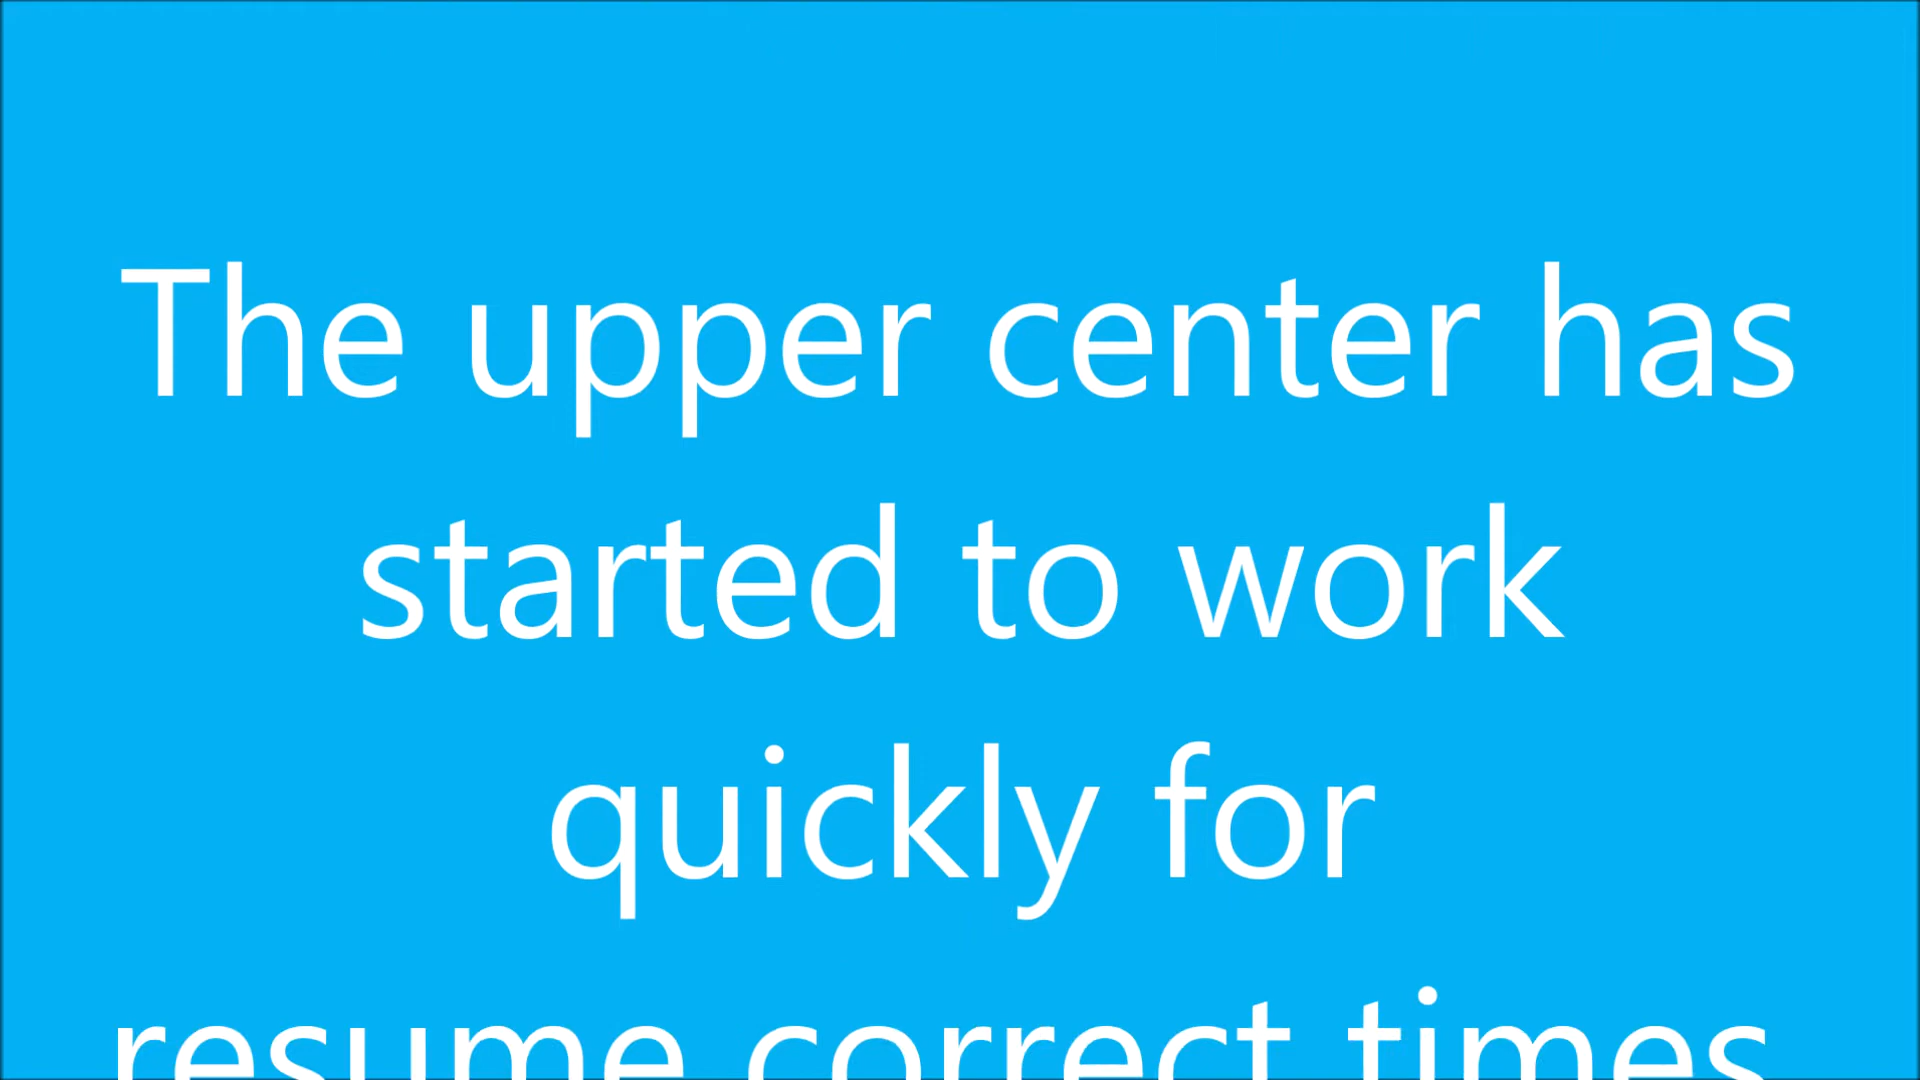 The upper center has
started to work
quickly for
resume correct times